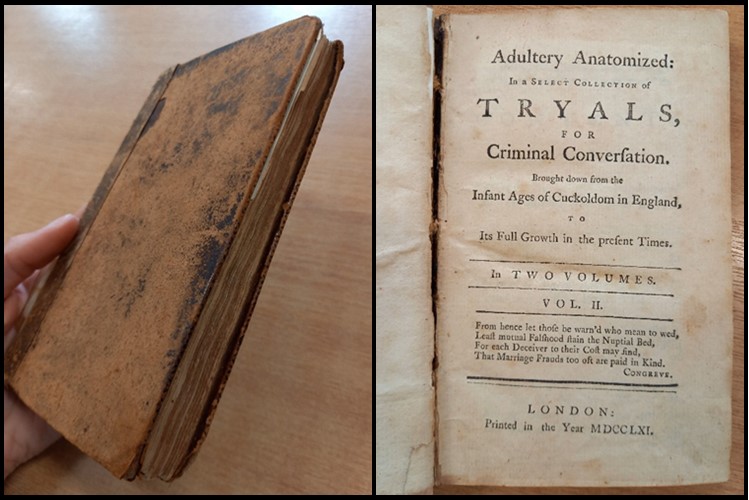 Adultery Anatomized:
In a SELECT COLLECTION of
TRYALS,
FOR
Criminal Converſation.
Brought down from the
Infant Ages of Cuckoldom in England,
TO
Its Full Growth in the preſent Times.
In TWO VOLUMES.
VOL. II.
From hence let thoſe be warn'd who mean to wed,
Leaſt mutual Falſhood ſtain the Nuptial Bed,
For each Deceiver to their Coſt may find,
That Marriage Frauds too oft are paid in Kind.
CONGREVE.
LONDON:
Printed in the Year MDCCLXI.